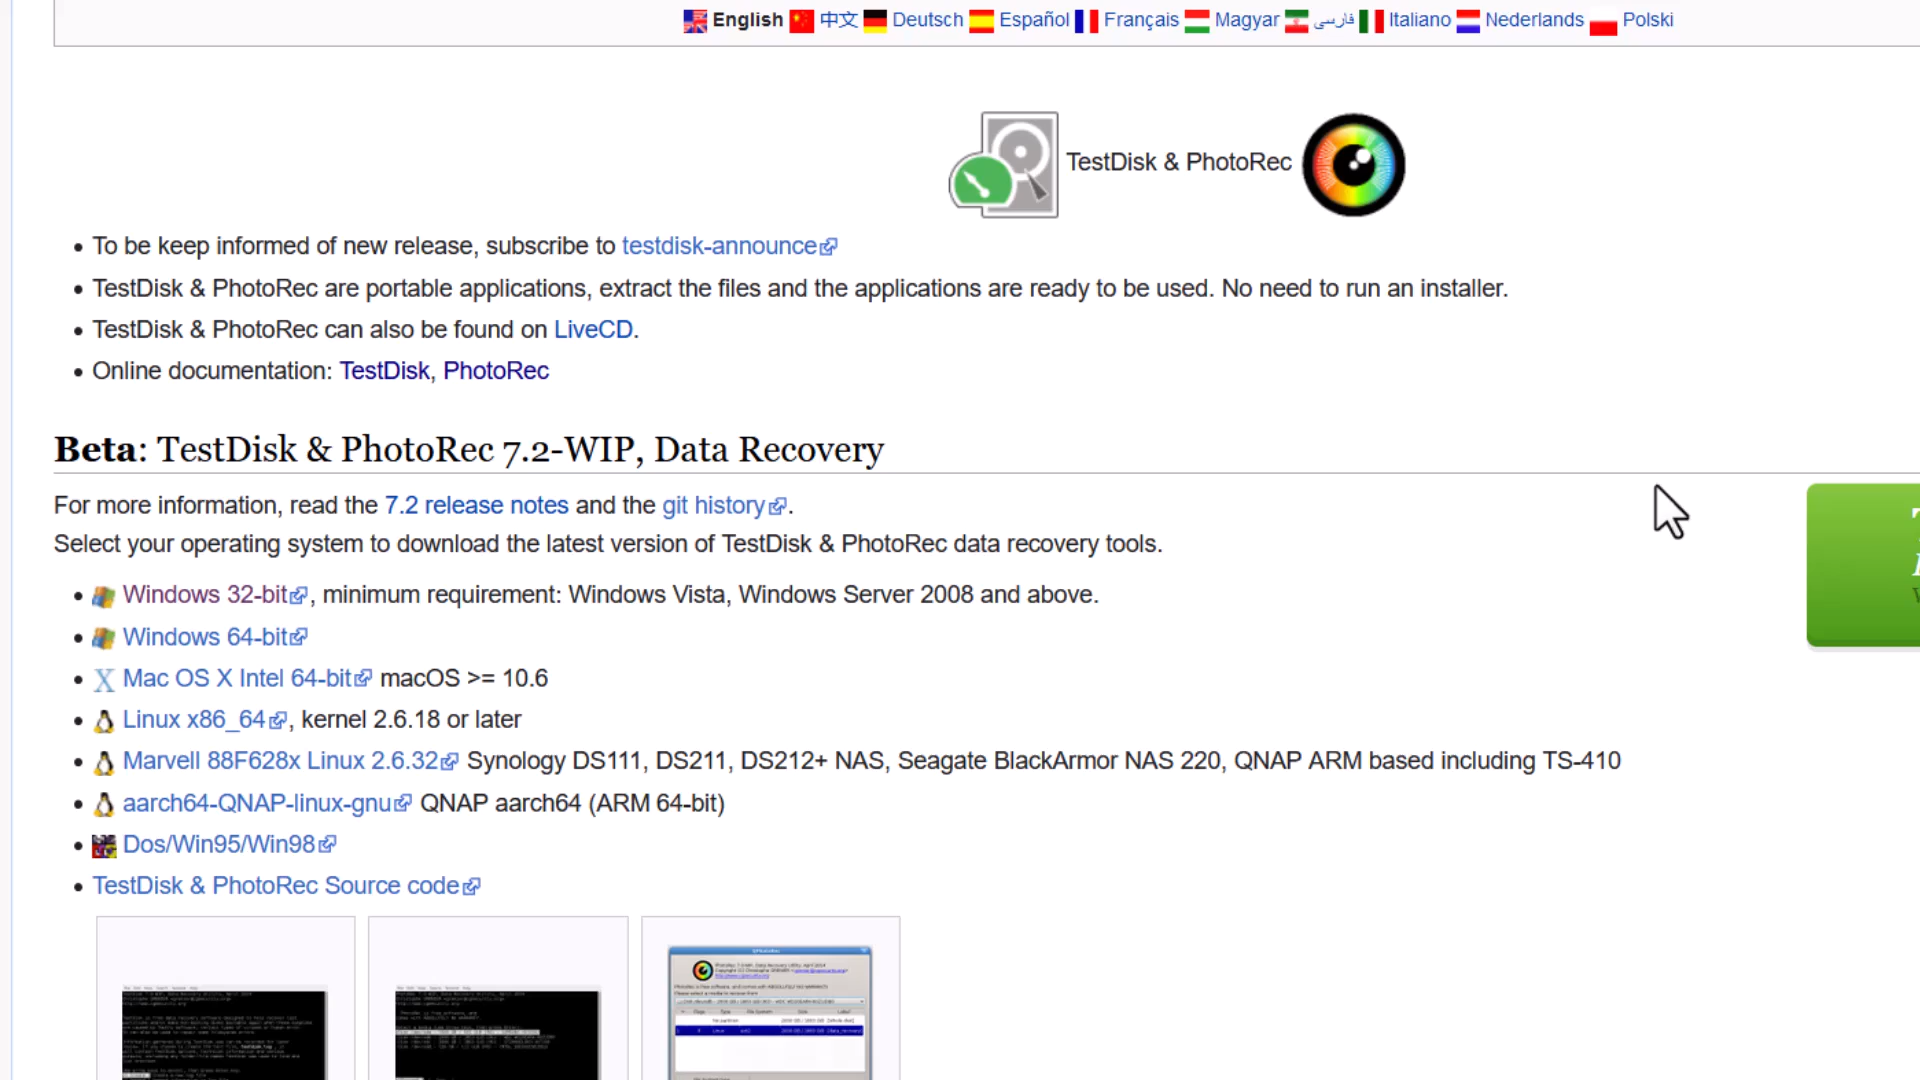 English 中文 Deutsch Español Français Magyar فارسی Italiano Nederlands Polski
TestDisk & PhotoRec
To be keep informed of new release, subscribe to testdisk-announce
TestDisk & PhotoRec are portable applications, extract the files and the applications are ready to be used. No need to run an installer.
TestDisk & PhotoRec can also be found on LiveCD.
Online documentation: TestDisk, PhotoRec
Beta: TestDisk & PhotoRec 7.2-WIP, Data Recovery
For more information, read the 7.2 release notes and the git history.
Select your operating system to download the latest version of TestDisk & PhotoRec data recovery tools.
Windows 32-bit, minimum requirement: Windows Vista, Windows Server 2008 and above.
Windows 64-bit
Mac OS X Intel 64-bit macOS >= 10.6
Linux x86_64, kernel 2.6.18 or later
Marvell 88F628x Linux 2.6.32 Synology DS111, DS211, DS212+ NAS, Seagate BlackArmor NAS 220, QNAP ARM based including TS-410
aarch64-QNAP-linux-gnu QNAP aarch64 (ARM 64-bit)
Dos/Win95/Win98
TestDisk & PhotoRec Source code